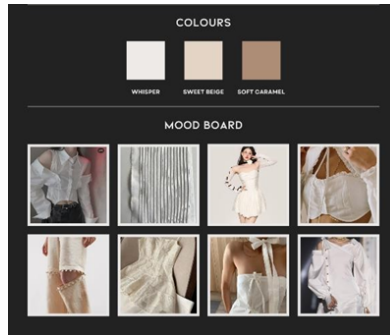 COLOURS
WHISPER
SWEET BEIGE
SOFT CARAMEL
MOOD BOARD